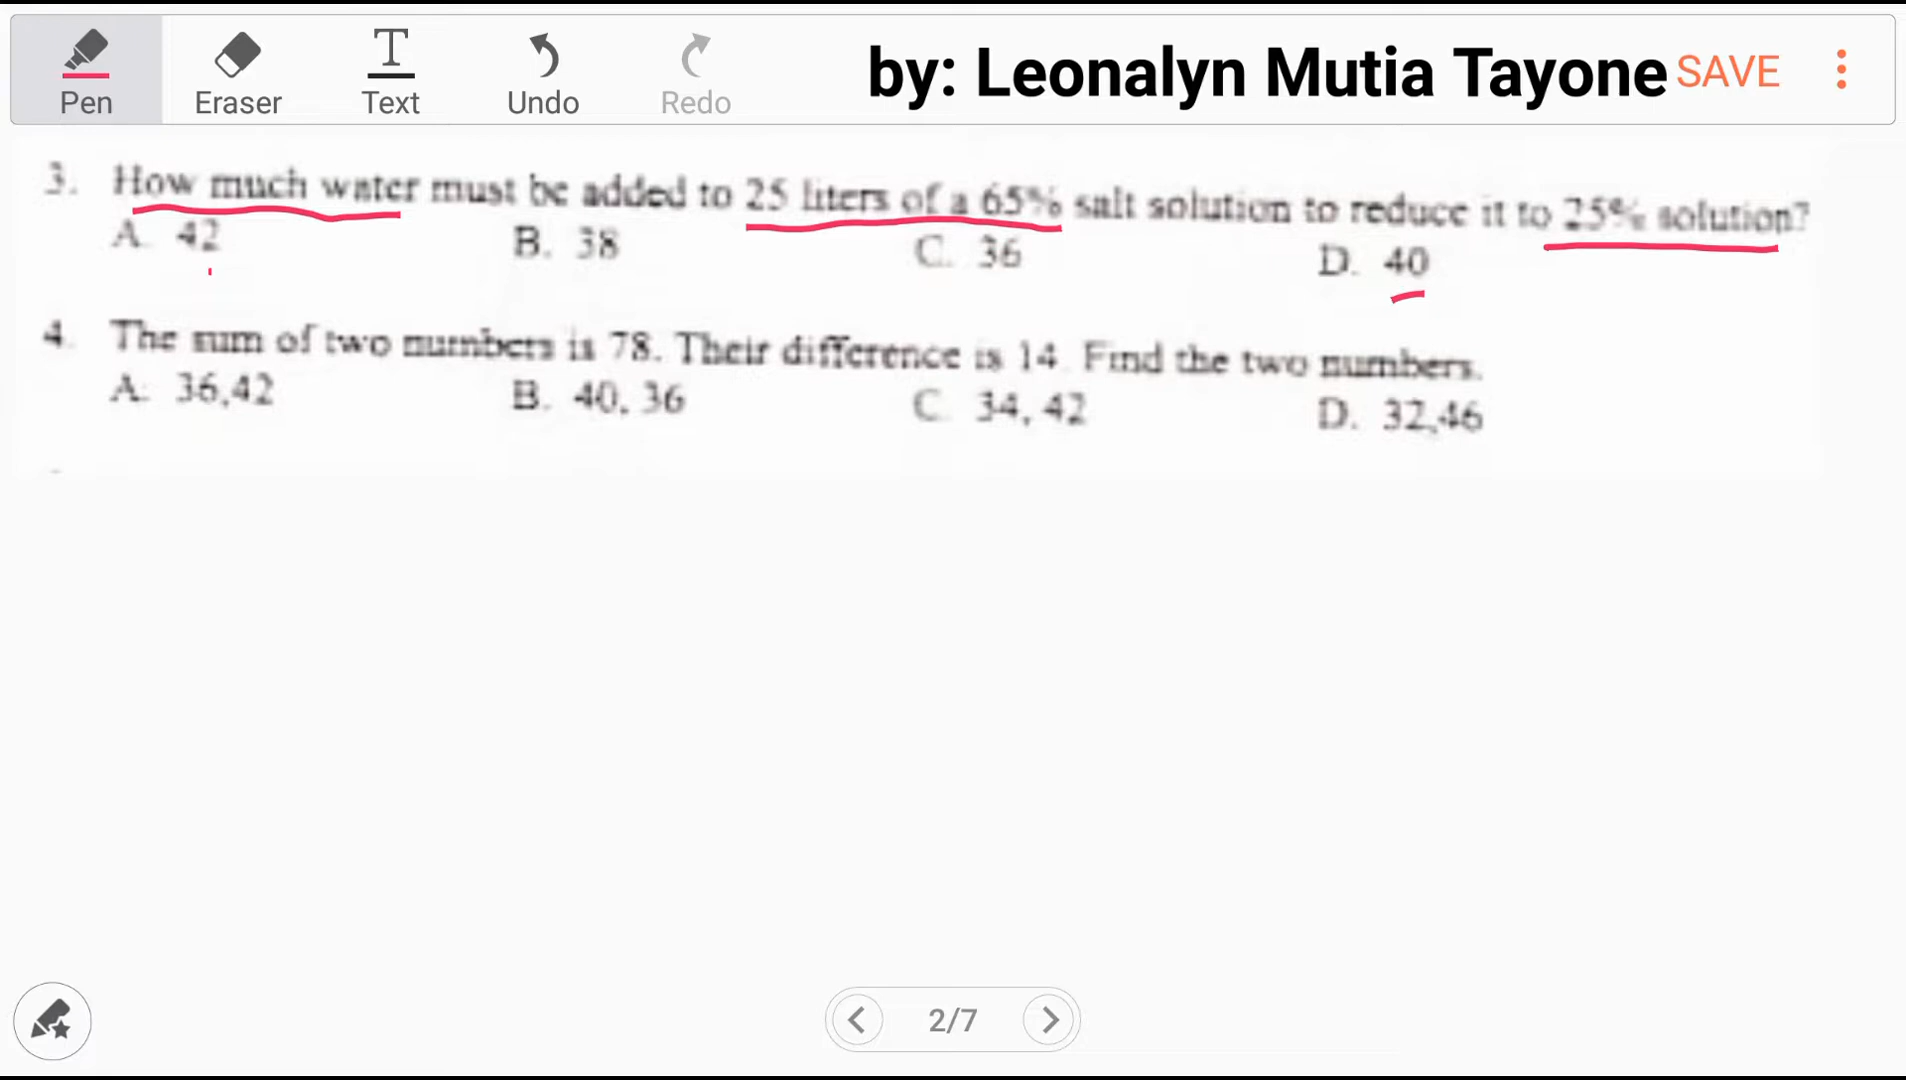 by: Leonalyn Mutia Tayone SAVE
Pen Eraser Text Undo Redo
3. How much water must be added to 25 liters of a 65% salt solution to reduce it to 25% solution?
A. 42 B. 38 C. 36 D. 40
4. The sum of two numbers is 78. Their difference is 14. Find the two numbers.
A. 36,42 B. 40, 36 C. 34, 42 D. 32,46
2/7